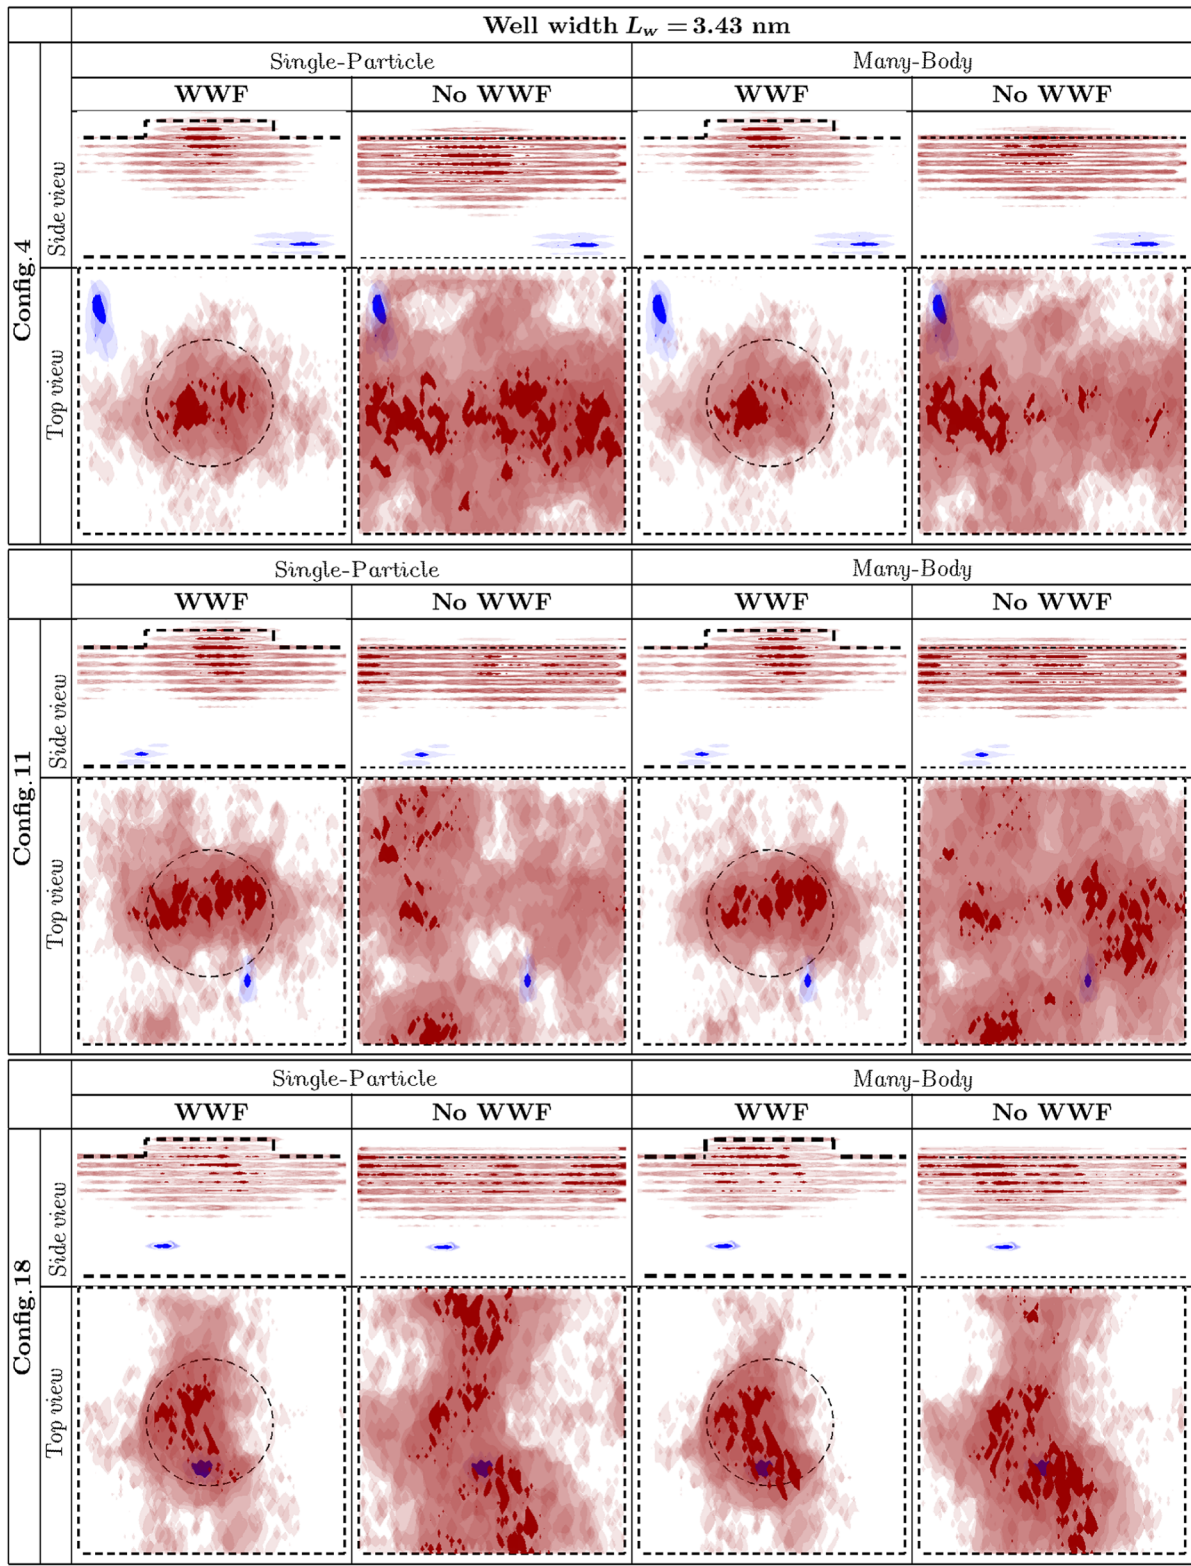 Well width L_w = 3.43 nm
Single-Particle Many-Body
WWF No WWF WWF No WWF
Config. 4
Side view
Top view
Single-Particle Many-Body
WWF No WWF WWF No WWF
Config. 11
Side view
Top view
Single-Particle Many-Body
WWF No WWF WWF No WWF
Config. 18
Side view
Top view